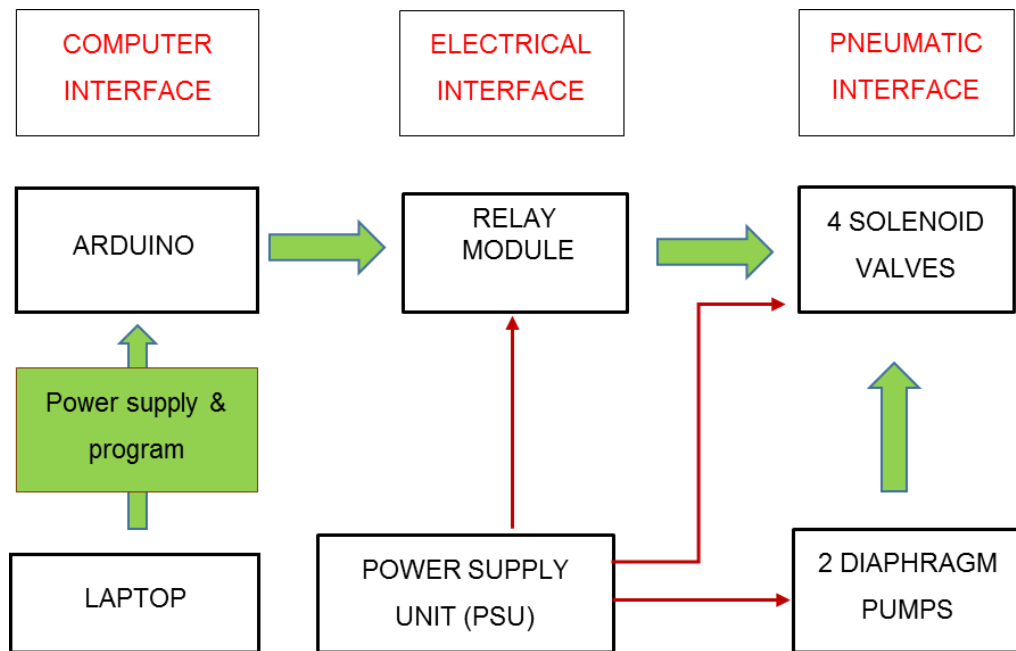 COMPUTER
INTERFACE
ELECTRICAL
INTERFACE
PNEUMATIC
INTERFACE
ARDUINO
RELAY
MODULE
4 SOLENOID
VALVES
Power supply &
program
LAPTOP
POWER SUPPLY
UNIT (PSU)
2 DIAPHRAGM
PUMPS